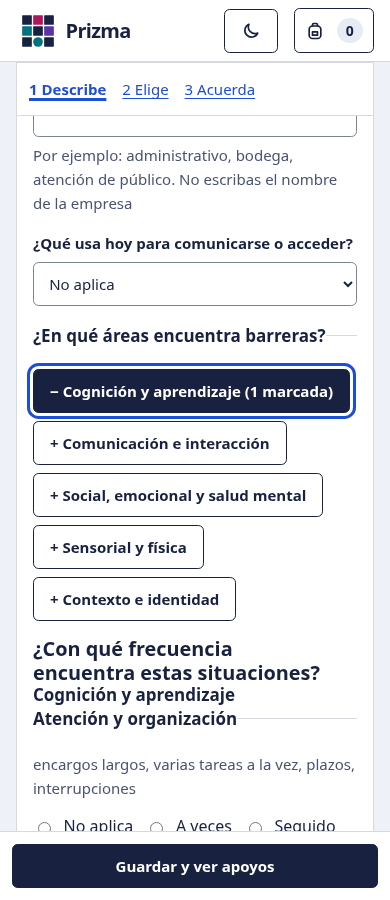 Prizma
0
1 Describe 2 Elige 3 Acuerda
Por ejemplo: administrativo, bodega,
atención de público. No escribas el nombre
de la empresa
¿Qué usa hoy para comunicarse o acceder?
No aplica
¿En qué áreas encuentra barreras?
− Cognición y aprendizaje (1 marcada)
+ Comunicación e interacción
+ Social, emocional y salud mental
+ Sensorial y física
+ Contexto e identidad
¿Con qué frecuencia
encuentra estas situaciones?
Cognición y aprendizaje
Atención y organización
encargos largos, varias tareas a la vez, plazos,
interrupciones
No aplica A veces Seguido
Guardar y ver apoyos